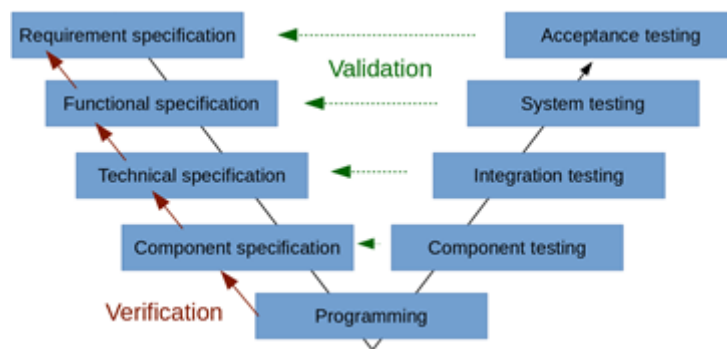 Requirement specification
Acceptance testing
Validation
Functional specification
System testing
Technical specification
Integration testing
Component specification
Component testing
Verification
Programming